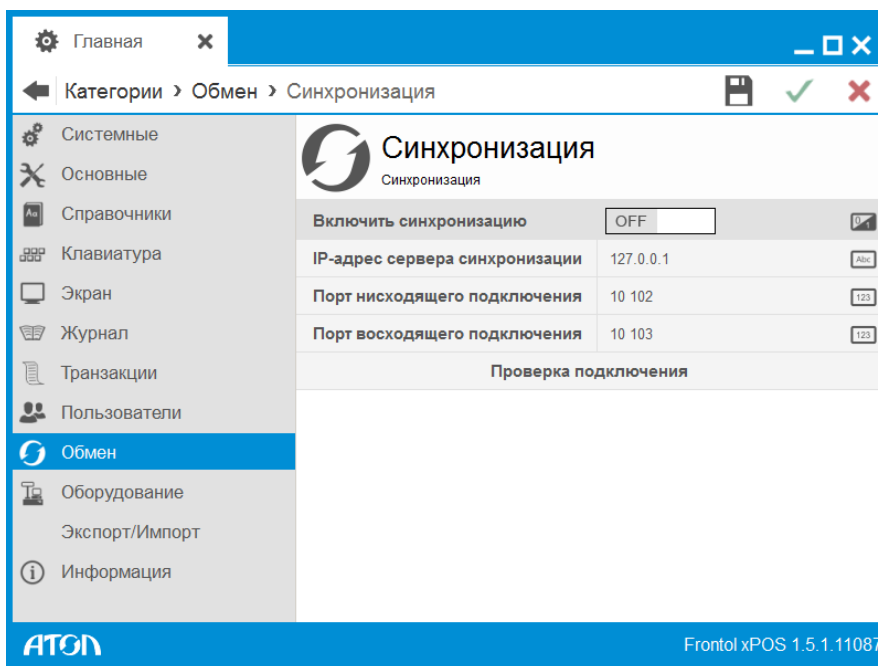 Главная
Категории › Обмен › Синхронизация
Системные
Основные
Справочники
Клавиатура
Экран
Журнал
Транзакции
Пользователи
Обмен
Оборудование
Экспорт/Импорт
Информация
Синхронизация
Синхронизация
Включить синхронизацию OFF
IP-адрес сервера синхронизации 127.0.0.1 Abc
Порт нисходящего подключения 10 102 123
Порт восходящего подключения 10 103 123
Проверка подключения
ATOL Frontol xPOS 1.5.1.11087